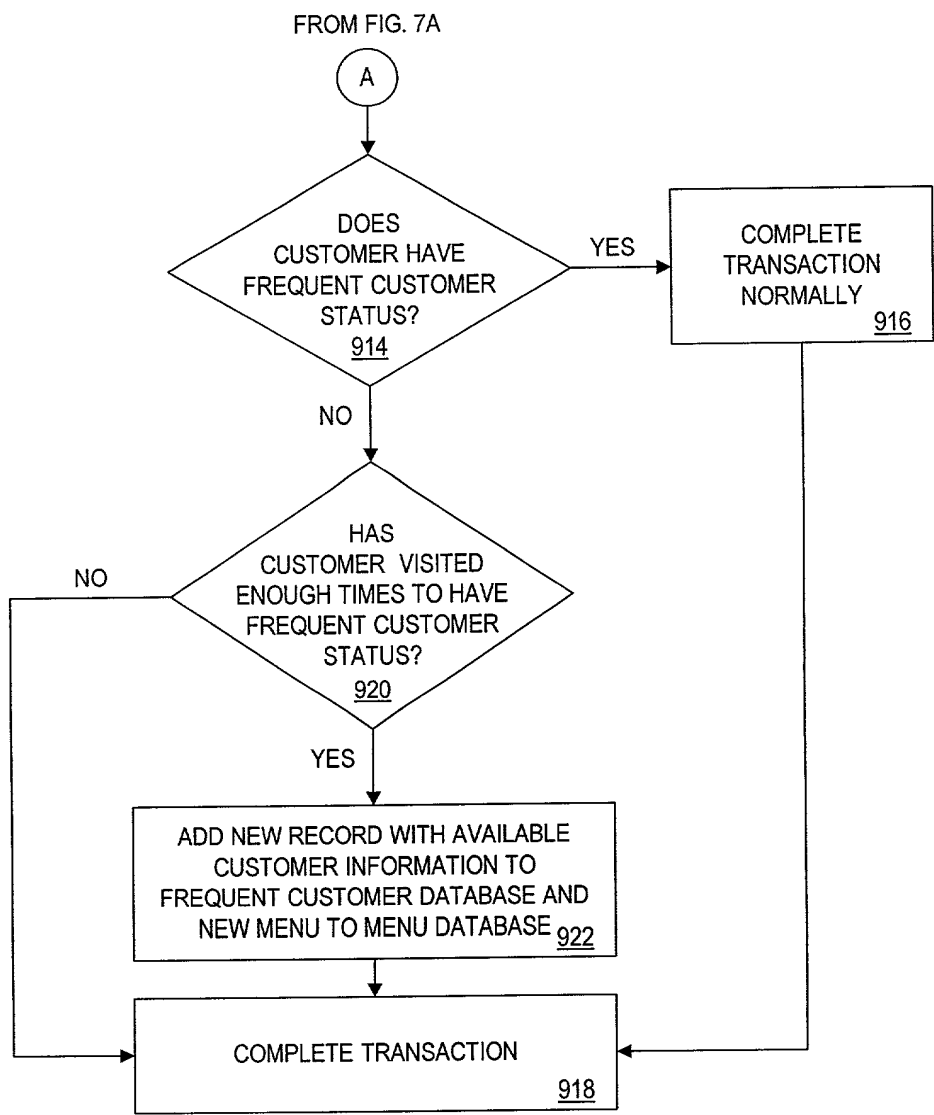 FROM FIG. 7A
A
DOES
CUSTOMER HAVE
FREQUENT CUSTOMER
STATUS?
914
YES
COMPLETE
TRANSACTION
NORMALLY
916
NO
HAS
CUSTOMER VISITED
ENOUGH TIMES TO HAVE
FREQUENT CUSTOMER
STATUS?
920
NO
YES
ADD NEW RECORD WITH AVAILABLE
CUSTOMER INFORMATION TO
FREQUENT CUSTOMER DATABASE AND
NEW MENU TO MENU DATABASE
922
COMPLETE TRANSACTION
918